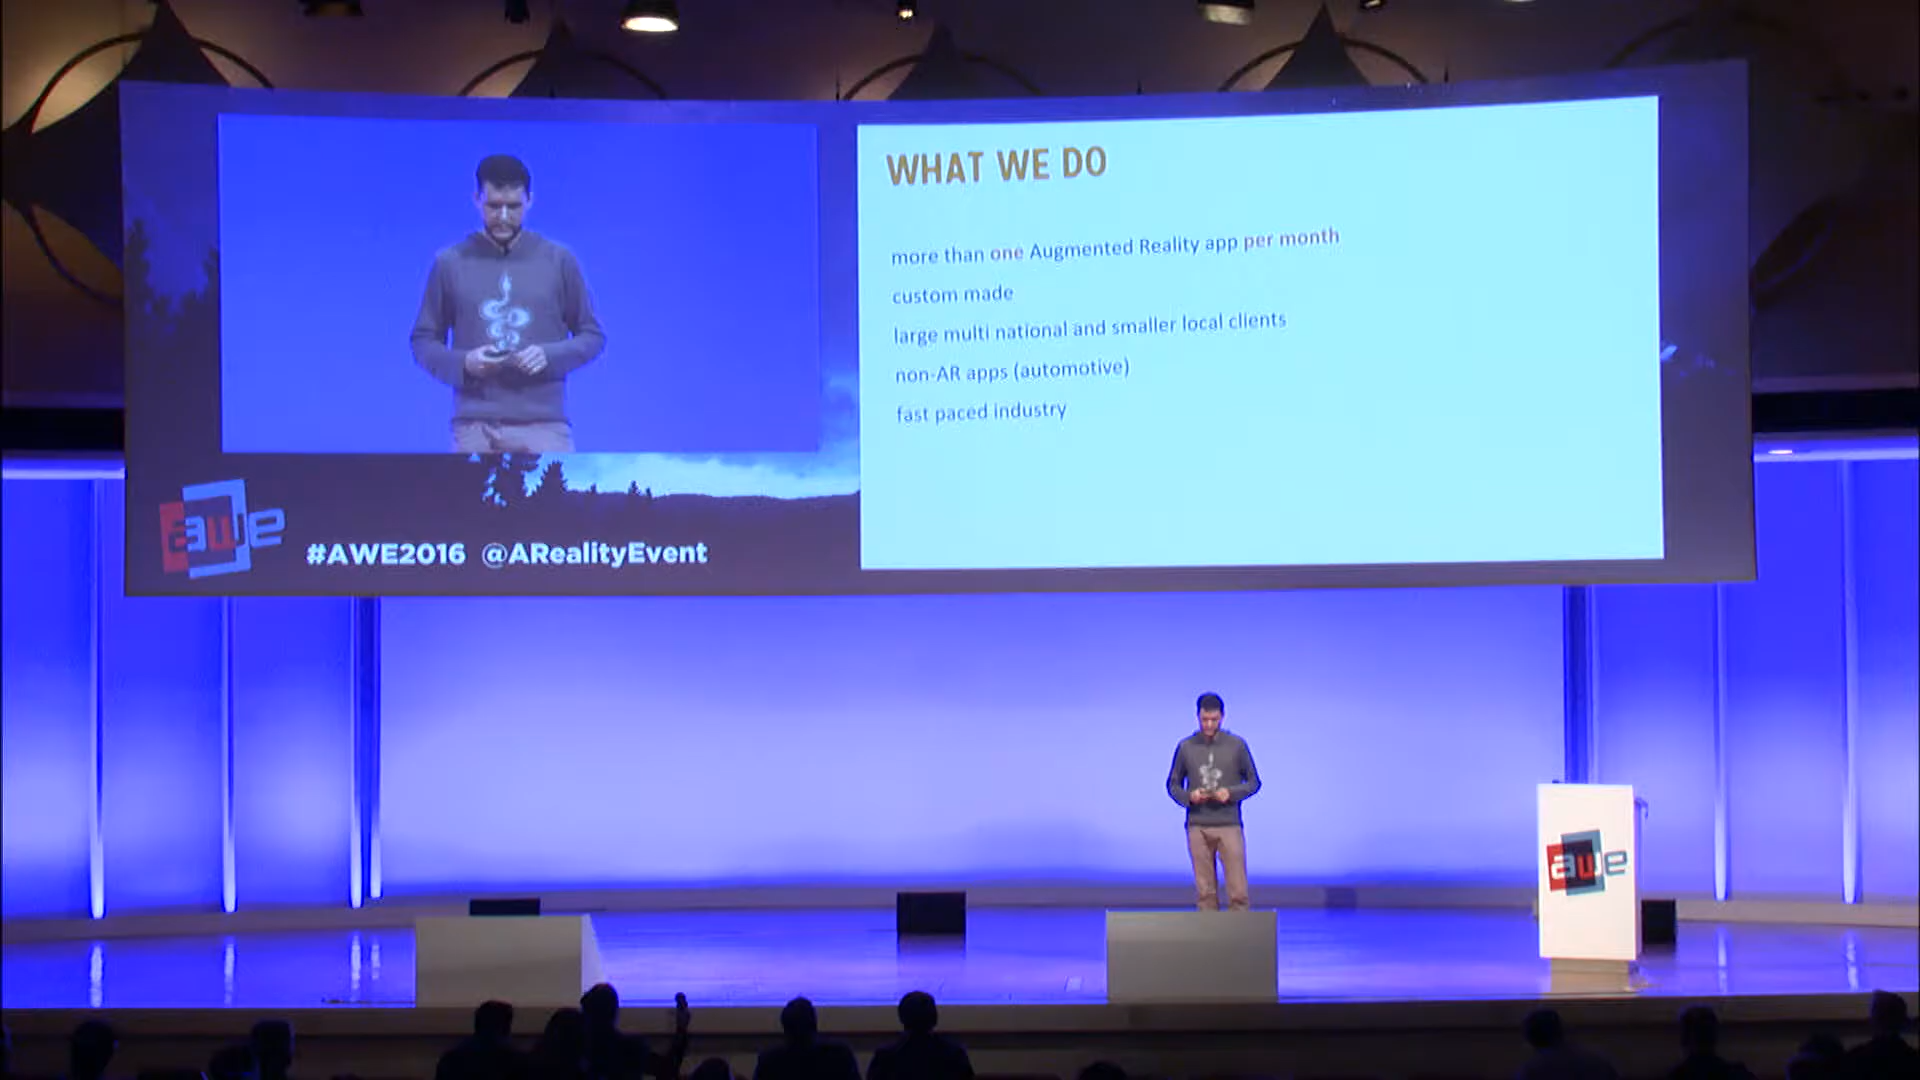 WHAT WE DO
more than one Augmented Reality app per month
custom made
large multi national and smaller local clients
non-AR apps (automotive)
fast paced industry
awe
#AWE2016 @ARealityEvent
awe